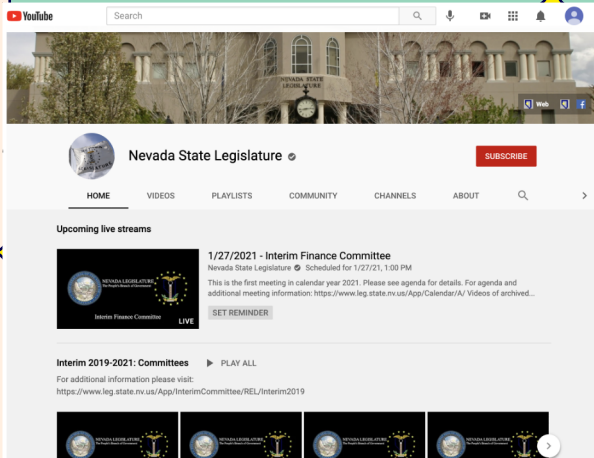 YouTube
Search
NEVADA STATE
LEGISLATURE
Web
Nevada State Legislature
SUBSCRIBE
HOME VIDEOS PLAYLISTS COMMUNITY CHANNELS ABOUT
Upcoming live streams
NEVADA LEGISLATURE
The People's Branch of Government
Interim Finance Committee
LIVE
1/27/2021 - Interim Finance Committee
Nevada State Legislature Scheduled for 1/27/21, 1:00 PM
This is the first meeting in calendar year 2021. Please see agenda for details. For agenda and
additional meeting information: https://www.leg.state.nv.us/App/Calendar/A/ Videos of archived...
SET REMINDER
Interim 2019-2021: Committees PLAY ALL
For additional information please visit:
https://www.leg.state.nv.us/App/InterimCommittee/REL/Interim2019
NEVADA LEGISLATURE NEVADA LEGISLATURE NEVADA LEGISLATURE NEVADA LEGISLATURE